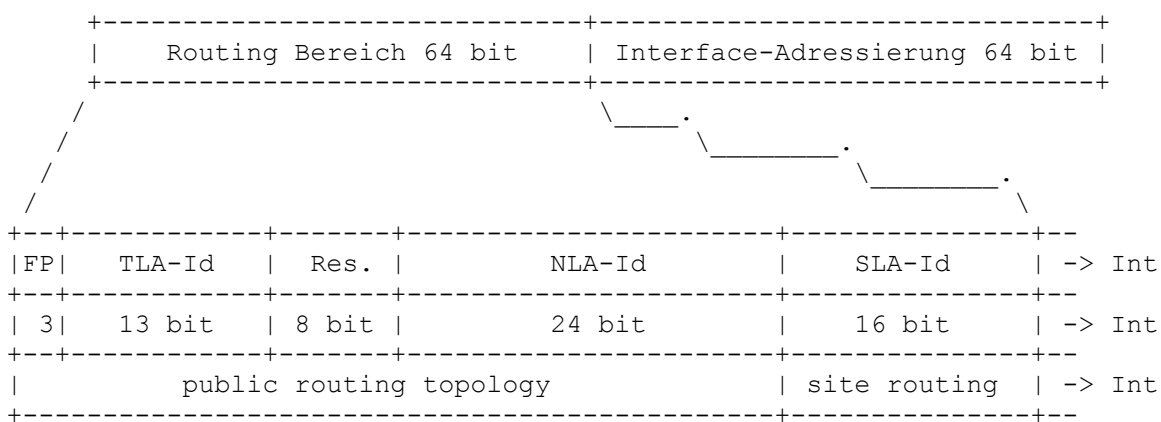 Routing Bereich 64 bit | Interface-Adressierung 64 bit
|FP| TLA-Id | Res. | NLA-Id | SLA-Id | -> Int
| 3| 13 bit | 8 bit | 24 bit | 16 bit | -> Int
| public routing topology | site routing | -> Int